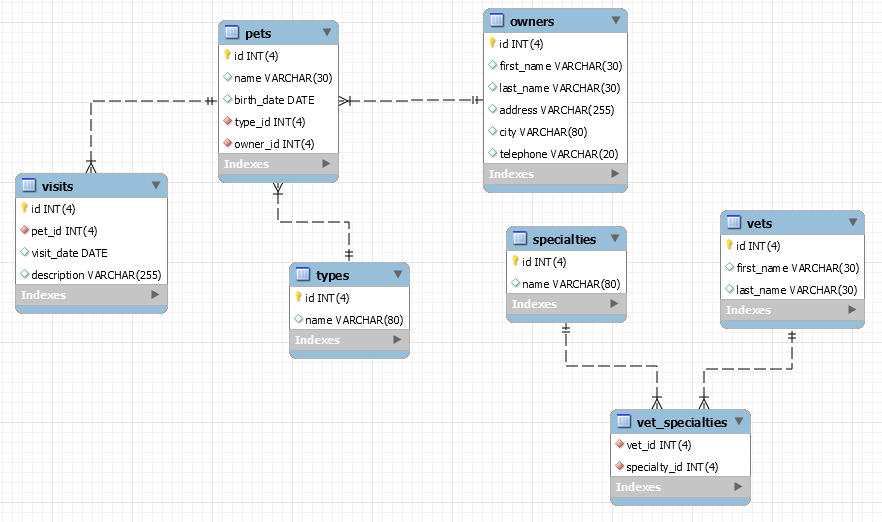 pets
id INT(4)
name VARCHAR(30)
birth_date DATE
type_id INT(4)
owner_id INT(4)
Indexes
owners
id INT(4)
first_name VARCHAR(30)
last_name VARCHAR(30)
address VARCHAR(255)
city VARCHAR(80)
telephone VARCHAR(20)
Indexes
visits
id INT(4)
pet_id INT(4)
visit_date DATE
description VARCHAR(255)
Indexes
types
id INT(4)
name VARCHAR(80)
Indexes
specialties
id INT(4)
name VARCHAR(80)
Indexes
vets
id INT(4)
first_name VARCHAR(30)
last_name VARCHAR(30)
Indexes
vet_specialties
vet_id INT(4)
specialty_id INT(4)
Indexes